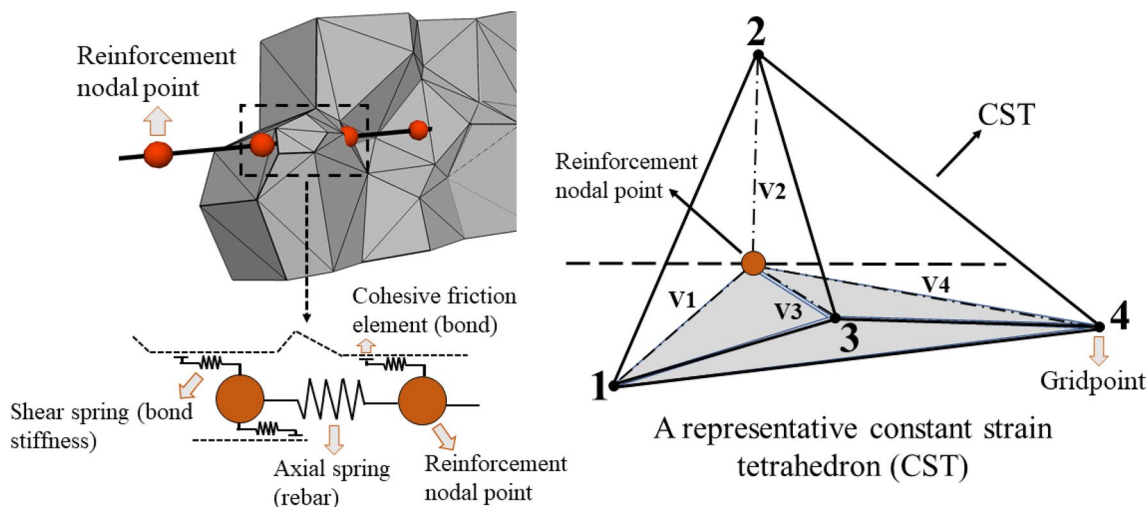 Reinforcement
nodal point
Cohesive friction
element (bond)
Shear spring (bond
stiffness)
Axial spring
(rebar)
Reinforcement
nodal point
2
CST
Reinforcement
nodal point
V2
V1
V3
V4
3
4
1
Gridpoint
A representative constant strain
tetrahedron (CST)